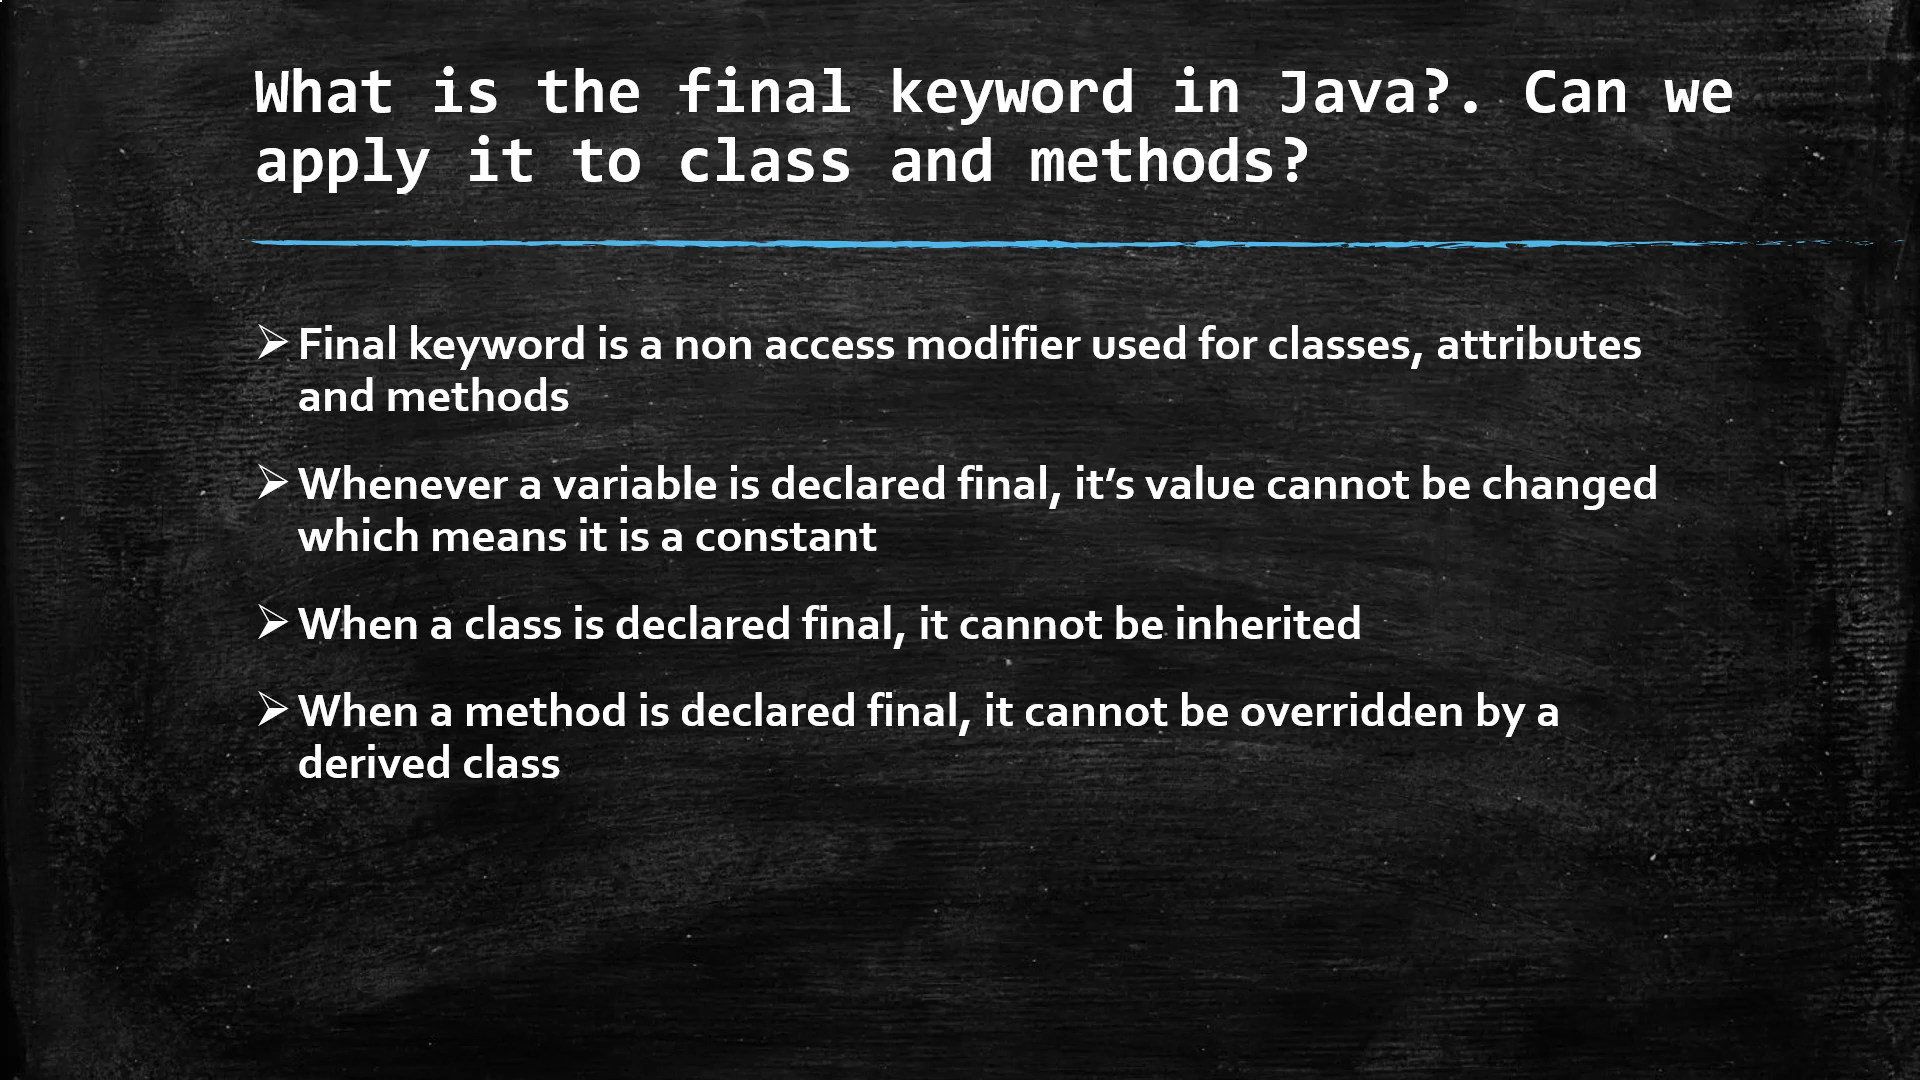 What is the final keyword in Java?. Can we
apply it to class and methods?
➢ Final keyword is a non access modifier used for classes, attributes
and methods
➢ Whenever a variable is declared final, it’s value cannot be changed
which means it is a constant
➢ When a class is declared final, it cannot be inherited
➢ When a method is declared final, it cannot be overridden by a
derived class